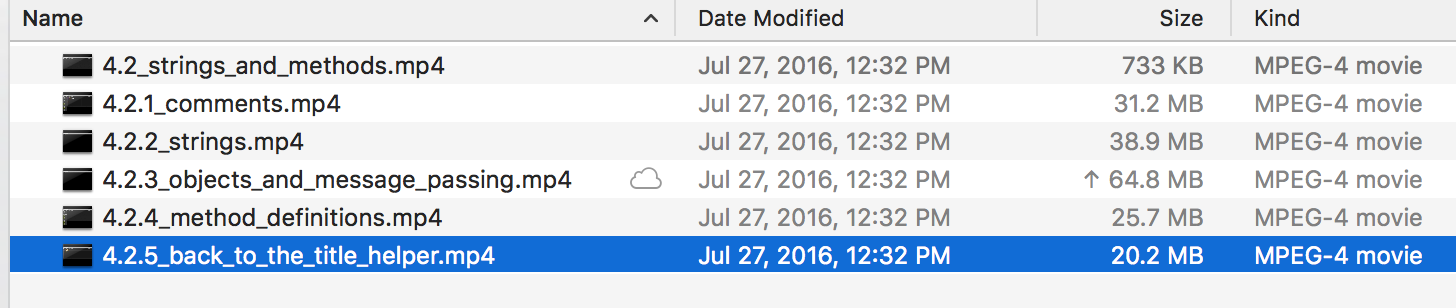 Name Date Modified Size Kind
4.2_strings_and_methods.mp4 Jul 27, 2016, 12:32 PM 733 KB MPEG-4 movie
4.2.1_comments.mp4 Jul 27, 2016, 12:32 PM 31.2 MB MPEG-4 movie
4.2.2_strings.mp4 Jul 27, 2016, 12:32 PM 38.9 MB MPEG-4 movie
4.2.3_objects_and_message_passing.mp4 Jul 27, 2016, 12:32 PM ↑ 64.8 MB MPEG-4 movie
4.2.4_method_definitions.mp4 Jul 27, 2016, 12:32 PM 25.7 MB MPEG-4 movie
4.2.5_back_to_the_title_helper.mp4 Jul 27, 2016, 12:32 PM 20.2 MB MPEG-4 movie